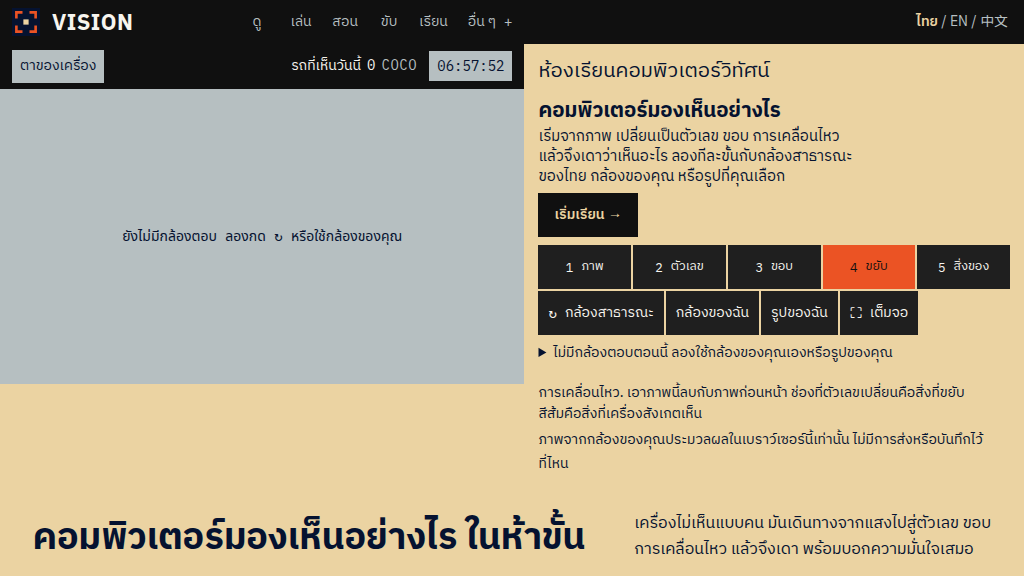 VISION
ดู เล่น สอน ขับ เรียน อื่น ๆ +
ไทย / EN / 中文
ตาของเครื่อง
รถที่เห็นวันนี้ 0 COCO 06:57:52
ยังไม่มีกล้องตอบ ลองกด ↻ หรือใช้กล้องของคุณ
ห้องเรียนคอมพิวเตอร์วิทัศน์
คอมพิวเตอร์มองเห็นอย่างไร
เริ่มจากภาพ เปลี่ยนเป็นตัวเลข ขอบ การเคลื่อนไหว
แล้วจึงเดาว่าเห็นอะไร ลองทีละขั้นกับกล้องสาธารณะ
ของไทย กล้องของคุณ หรือรูปที่คุณเลือก
เริ่มเรียน →
1 ภาพ 2 ตัวเลข 3 ขอบ 4 ขยับ 5 สิ่งของ
↻ กล้องสาธารณะ กล้องของฉัน รูปของฉัน ⛶ เต็มจอ
▶ ไม่มีกล้องตอบตอนนี้ ลองใช้กล้องของคุณเองหรือรูปของคุณ
การเคลื่อนไหว. เอาภาพนี้ลบกับภาพก่อนหน้า ช่องที่ตัวเลขเปลี่ยนคือสิ่งที่ขยับ
สีส้มคือสิ่งที่เครื่องสังเกตเห็น
ภาพจากกล้องของคุณประมวลผลในเบราว์เซอร์นี้เท่านั้น ไม่มีการส่งหรือบันทึกไว้
ที่ไหน
คอมพิวเตอร์มองเห็นอย่างไร ในห้าขั้น
เครื่องไม่เห็นแบบคน มันเดินทางจากแสงไปสู่ตัวเลข ขอบ
การเคลื่อนไหว แล้วจึงเดา พร้อมบอกความมั่นใจเสมอ